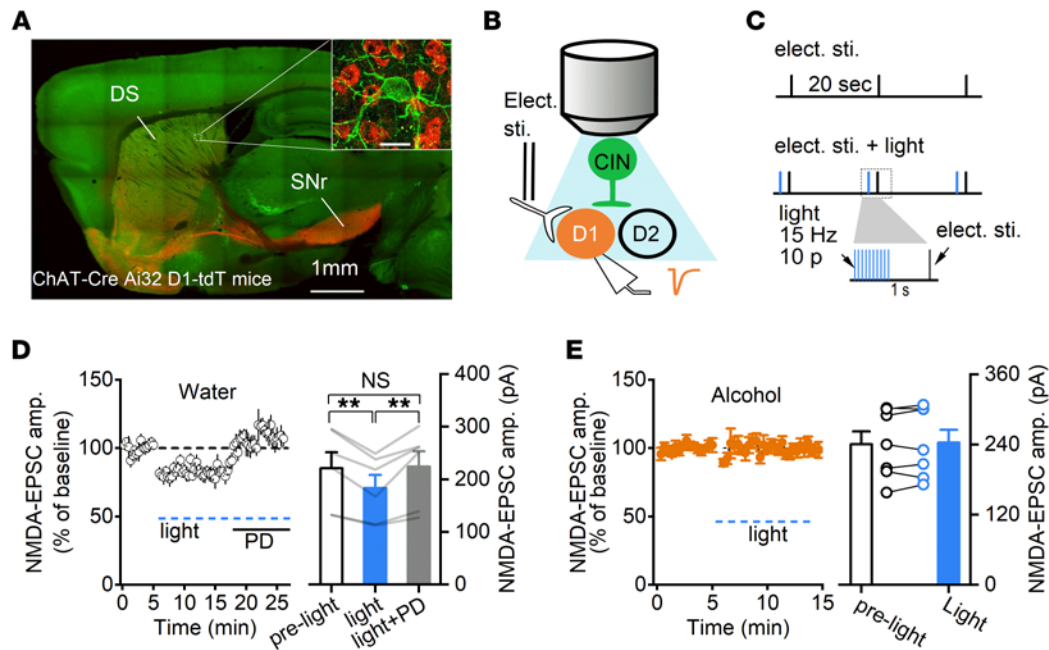 A
DS
SNr
1mm
ChAT-Cre Ai32 D1-tdT mice
B
Elect.
sti.
CIN
D1
D2
C
elect. sti.
20 sec
elect. sti. + light
light
15 Hz
10 p
elect. sti.
1 s
D
NMDA-EPSC amp.
(% of baseline)
150
100
50
0
Water
light
PD
0 5 10 15 20 25
Time (min)
NS
** **
400
300
200
100
0
NMDA-EPSC amp. (pA)
pre-light
light
light+PD
E
NMDA-EPSC amp.
(% of baseline)
150
100
50
0
Alcohol
light
0 5 10 15
Time (min)
360
240
120
0
NMDA-EPSC amp. (pA)
pre-light
Light